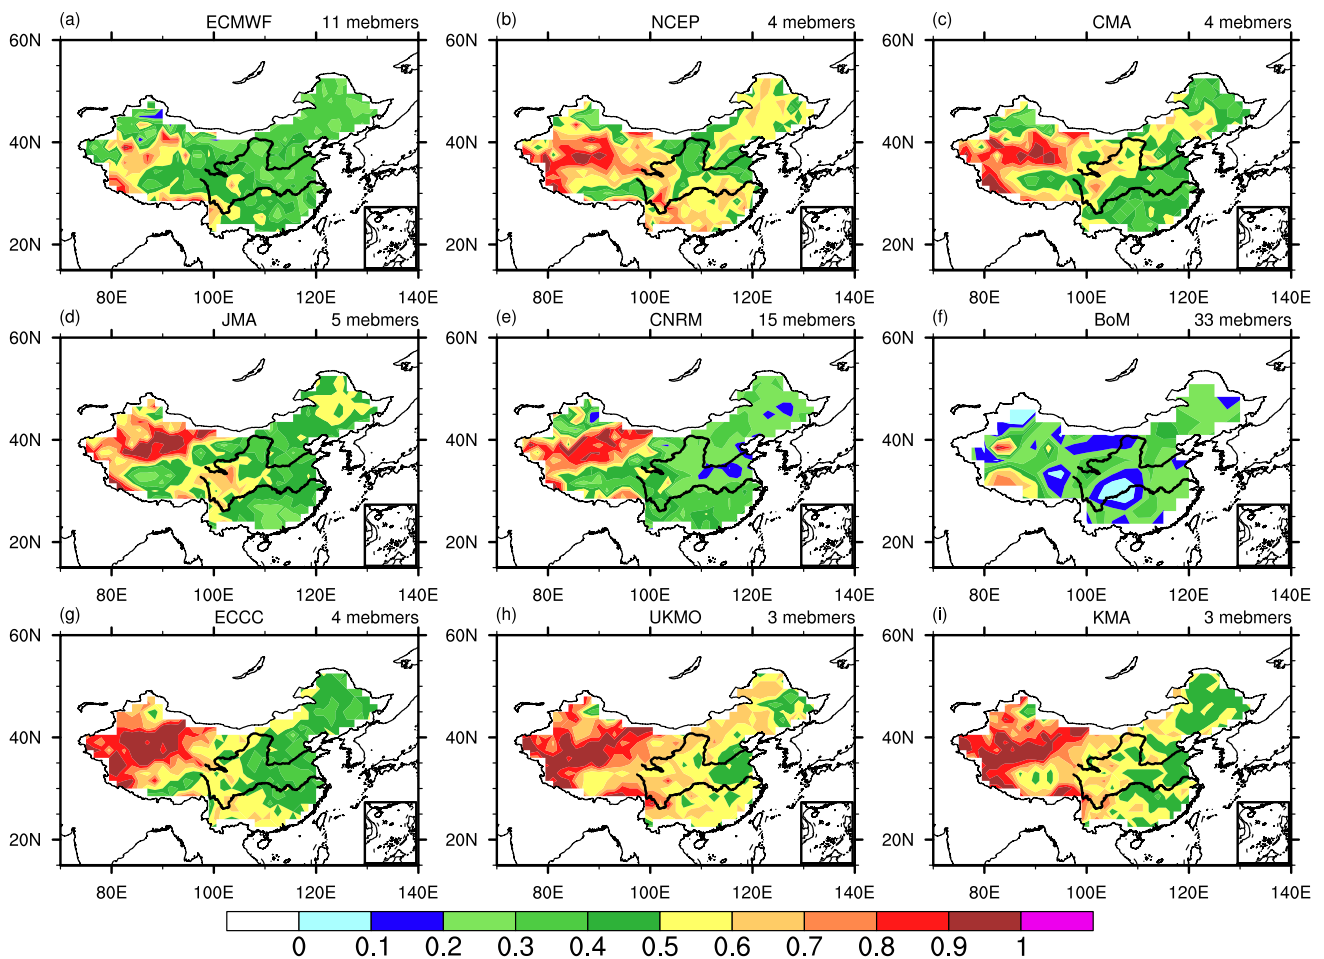 (a) ECMWF 11 mebmers (b) NCEP 4 mebmers (c) CMA 4 mebmers
60N 60N 60N
40N 40N 40N
20N 20N 20N
80E 100E 120E 140E 80E 100E 120E 140E 80E 100E 120E 140E
(d) JMA 5 mebmers (e) CNRM 15 mebmers (f) BoM 33 mebmers
60N 60N 60N
40N 40N 40N
20N 20N 20N
80E 100E 120E 140E 80E 100E 120E 140E 80E 100E 120E 140E
(g) ECCC 4 mebmers (h) UKMO 3 mebmers (i) KMA 3 mebmers
60N 60N 60N
40N 40N 40N
20N 20N 20N
80E 100E 120E 140E 80E 100E 120E 140E 80E 100E 120E 140E
0 0.1 0.2 0.3 0.4 0.5 0.6 0.7 0.8 0.9 1